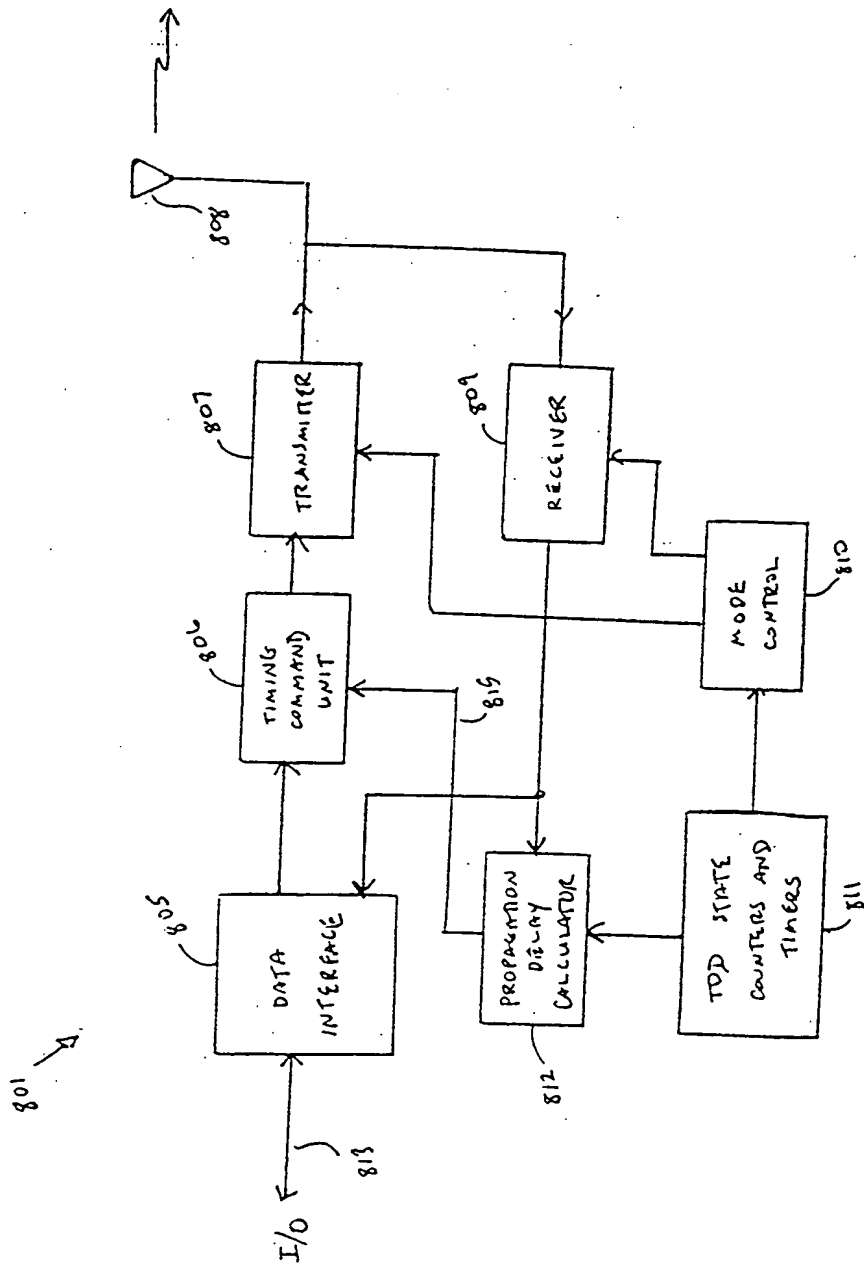 801
I/O
813
805
DATA
INTERFACE
806
TIMING
COMMAND
UNIT
807
TRANSMITTER
808
815
809
RECEIVER
812
PROPAGATION
DELAY
CALCULATOR
811
TDD STATE
COUNTERS AND
TIMERS
810
MODE
CONTROL